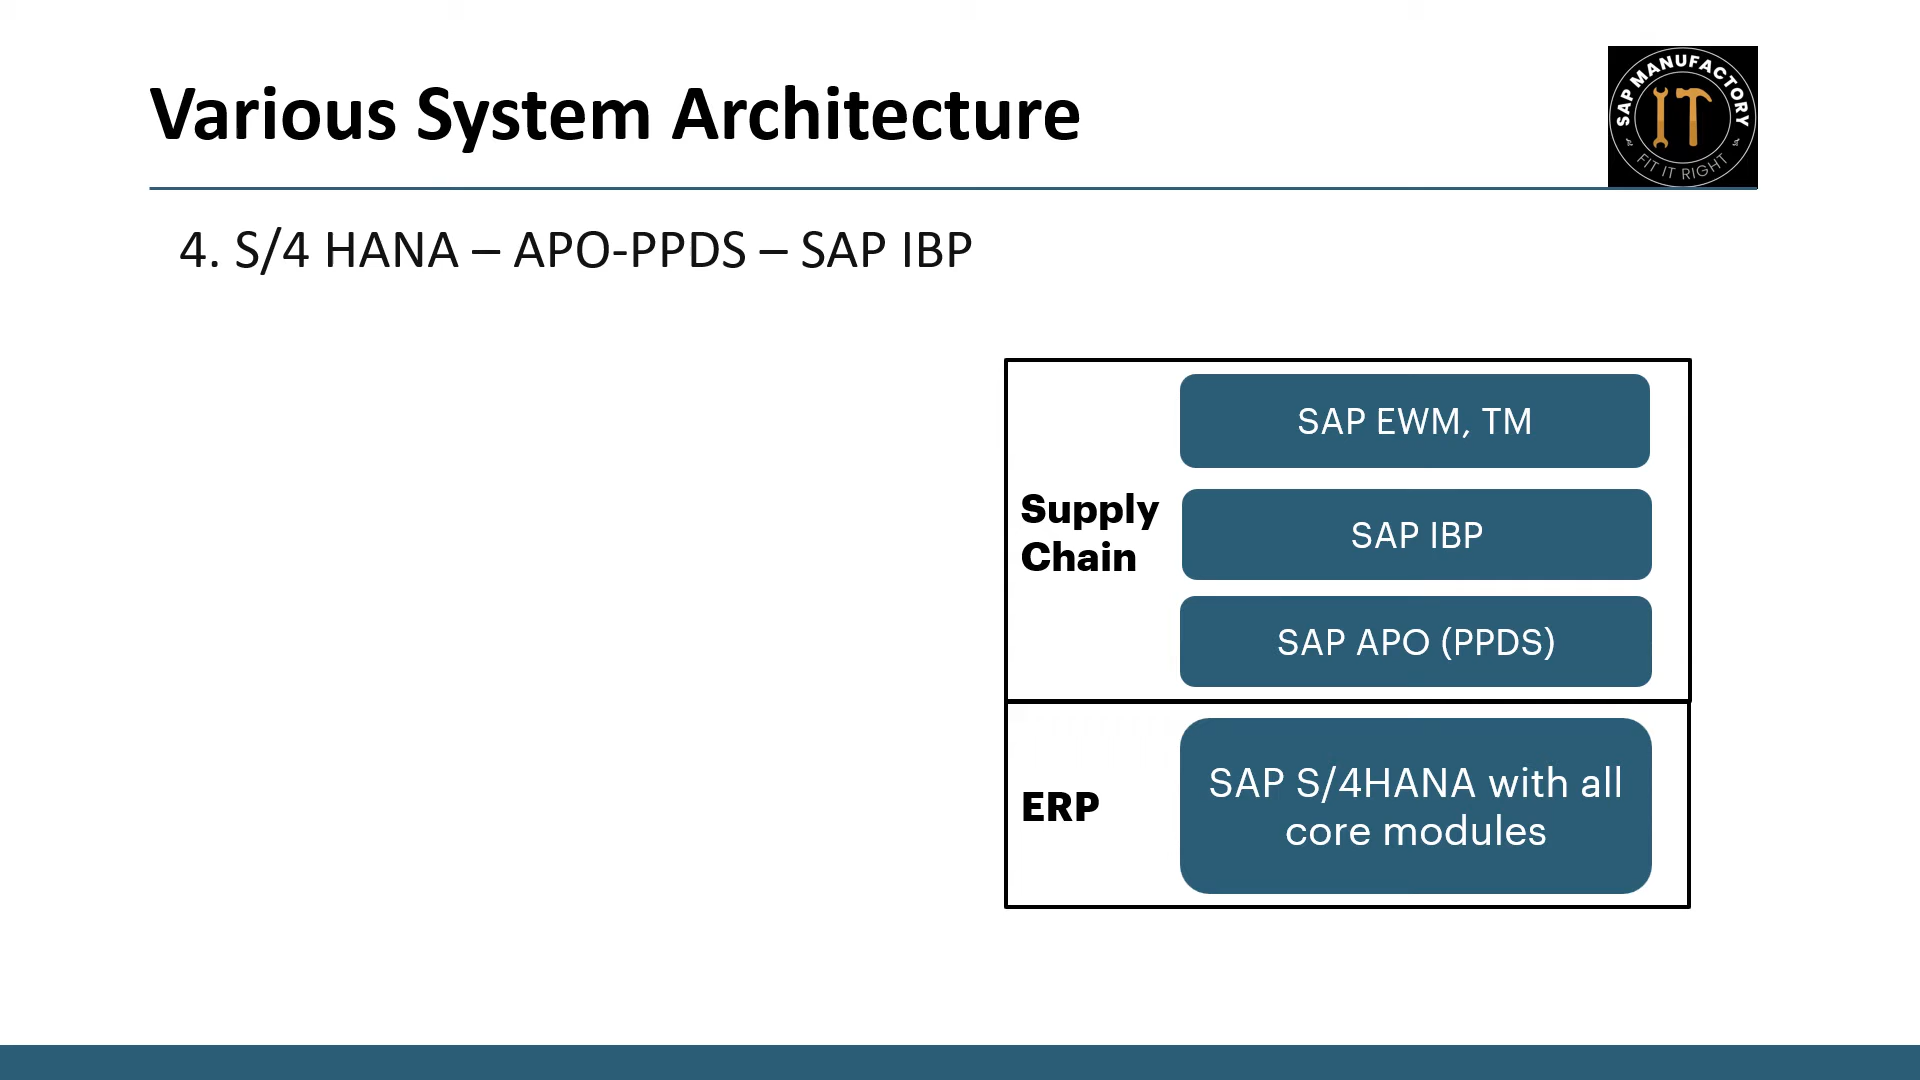 Various System Architecture
SAP MANUFACTORY
IT
FIT IT RIGHT
4. S/4 HANA – APO-PPDS – SAP IBP
Supply
Chain
SAP EWM, TM
SAP IBP
SAP APO (PPDS)
ERP
SAP S/4HANA with all
core modules